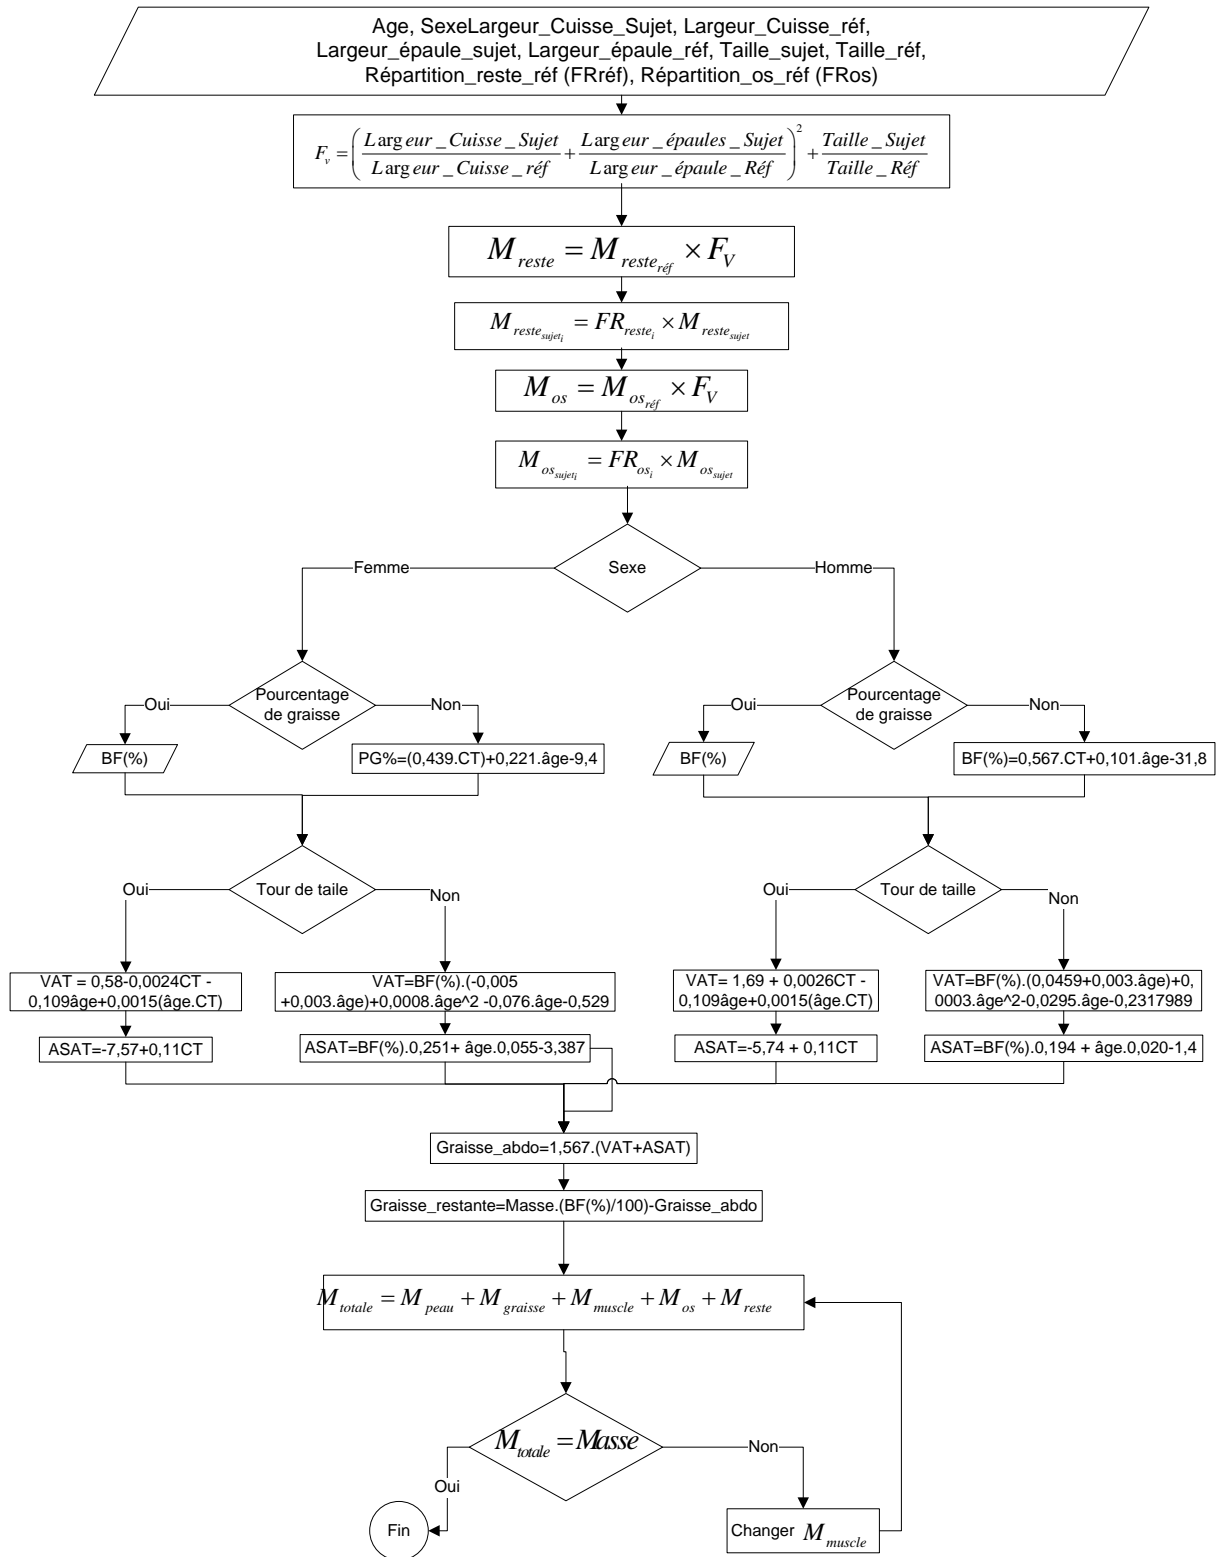 Age, SexeLargeur_Cuisse_Sujet, Largeur_Cuisse_réf,
Largeur_épaule_sujet, Largeur_épaule_réf, Taille_sujet, Taille_réf,
Répartition_reste_réf (FRréf), Répartition_os_réf (FRos)
F_v = (Largeur_Cuisse_Sujet / Largeur_Cuisse_réf + Largeur_épaules_Sujet / Largeur_épaule_Réf)^2 + Taille_Sujet / Taille_Réf
M_reste = M_reste_réf × F_V
M_reste_sujet_i = FR_reste_i × M_reste_sujet
M_os = M_os_réf × F_V
M_os_sujet_i = FR_os_i × M_os_sujet
Femme
Sexe
Homme
Oui
Pourcentage
de graisse
Non
Oui
Pourcentage
de graisse
Non
BF(%)
PG%=(0,439.CT)+0,221.âge-9,4
BF(%)
BF(%)=0,567.CT+0,101.âge-31,8
Oui
Tour de taile
Non
Oui
Tour de taille
Non
VAT = 0,58-0,0024CT -
0,109âge+0,0015(âge.CT)
VAT=BF(%).(-0,005
+0,003.âge)+0,0008.âge^2 -0,076.âge-0,529
VAT= 1,69 + 0,0026CT -
0,109âge+0,0015(âge.CT)
VAT=BF(%).(0,0459+0,003.âge)+0,
0003.âge^2-0,0295.âge-0,2317989
ASAT=-7,57+0,11CT
ASAT=BF(%).0,251+ âge.0,055-3,387
ASAT=-5,74 + 0,11CT
ASAT=BF(%).0,194 + âge.0,020-1,4
Graisse_abdo=1,567.(VAT+ASAT)
Graisse_restante=Masse.(BF(%)/100)-Graisse_abdo
M_totale = M_peau + M_graisse + M_muscle + M_os + M_reste
M_totale = Masse
Non
Oui
Fin
Changer M_muscle